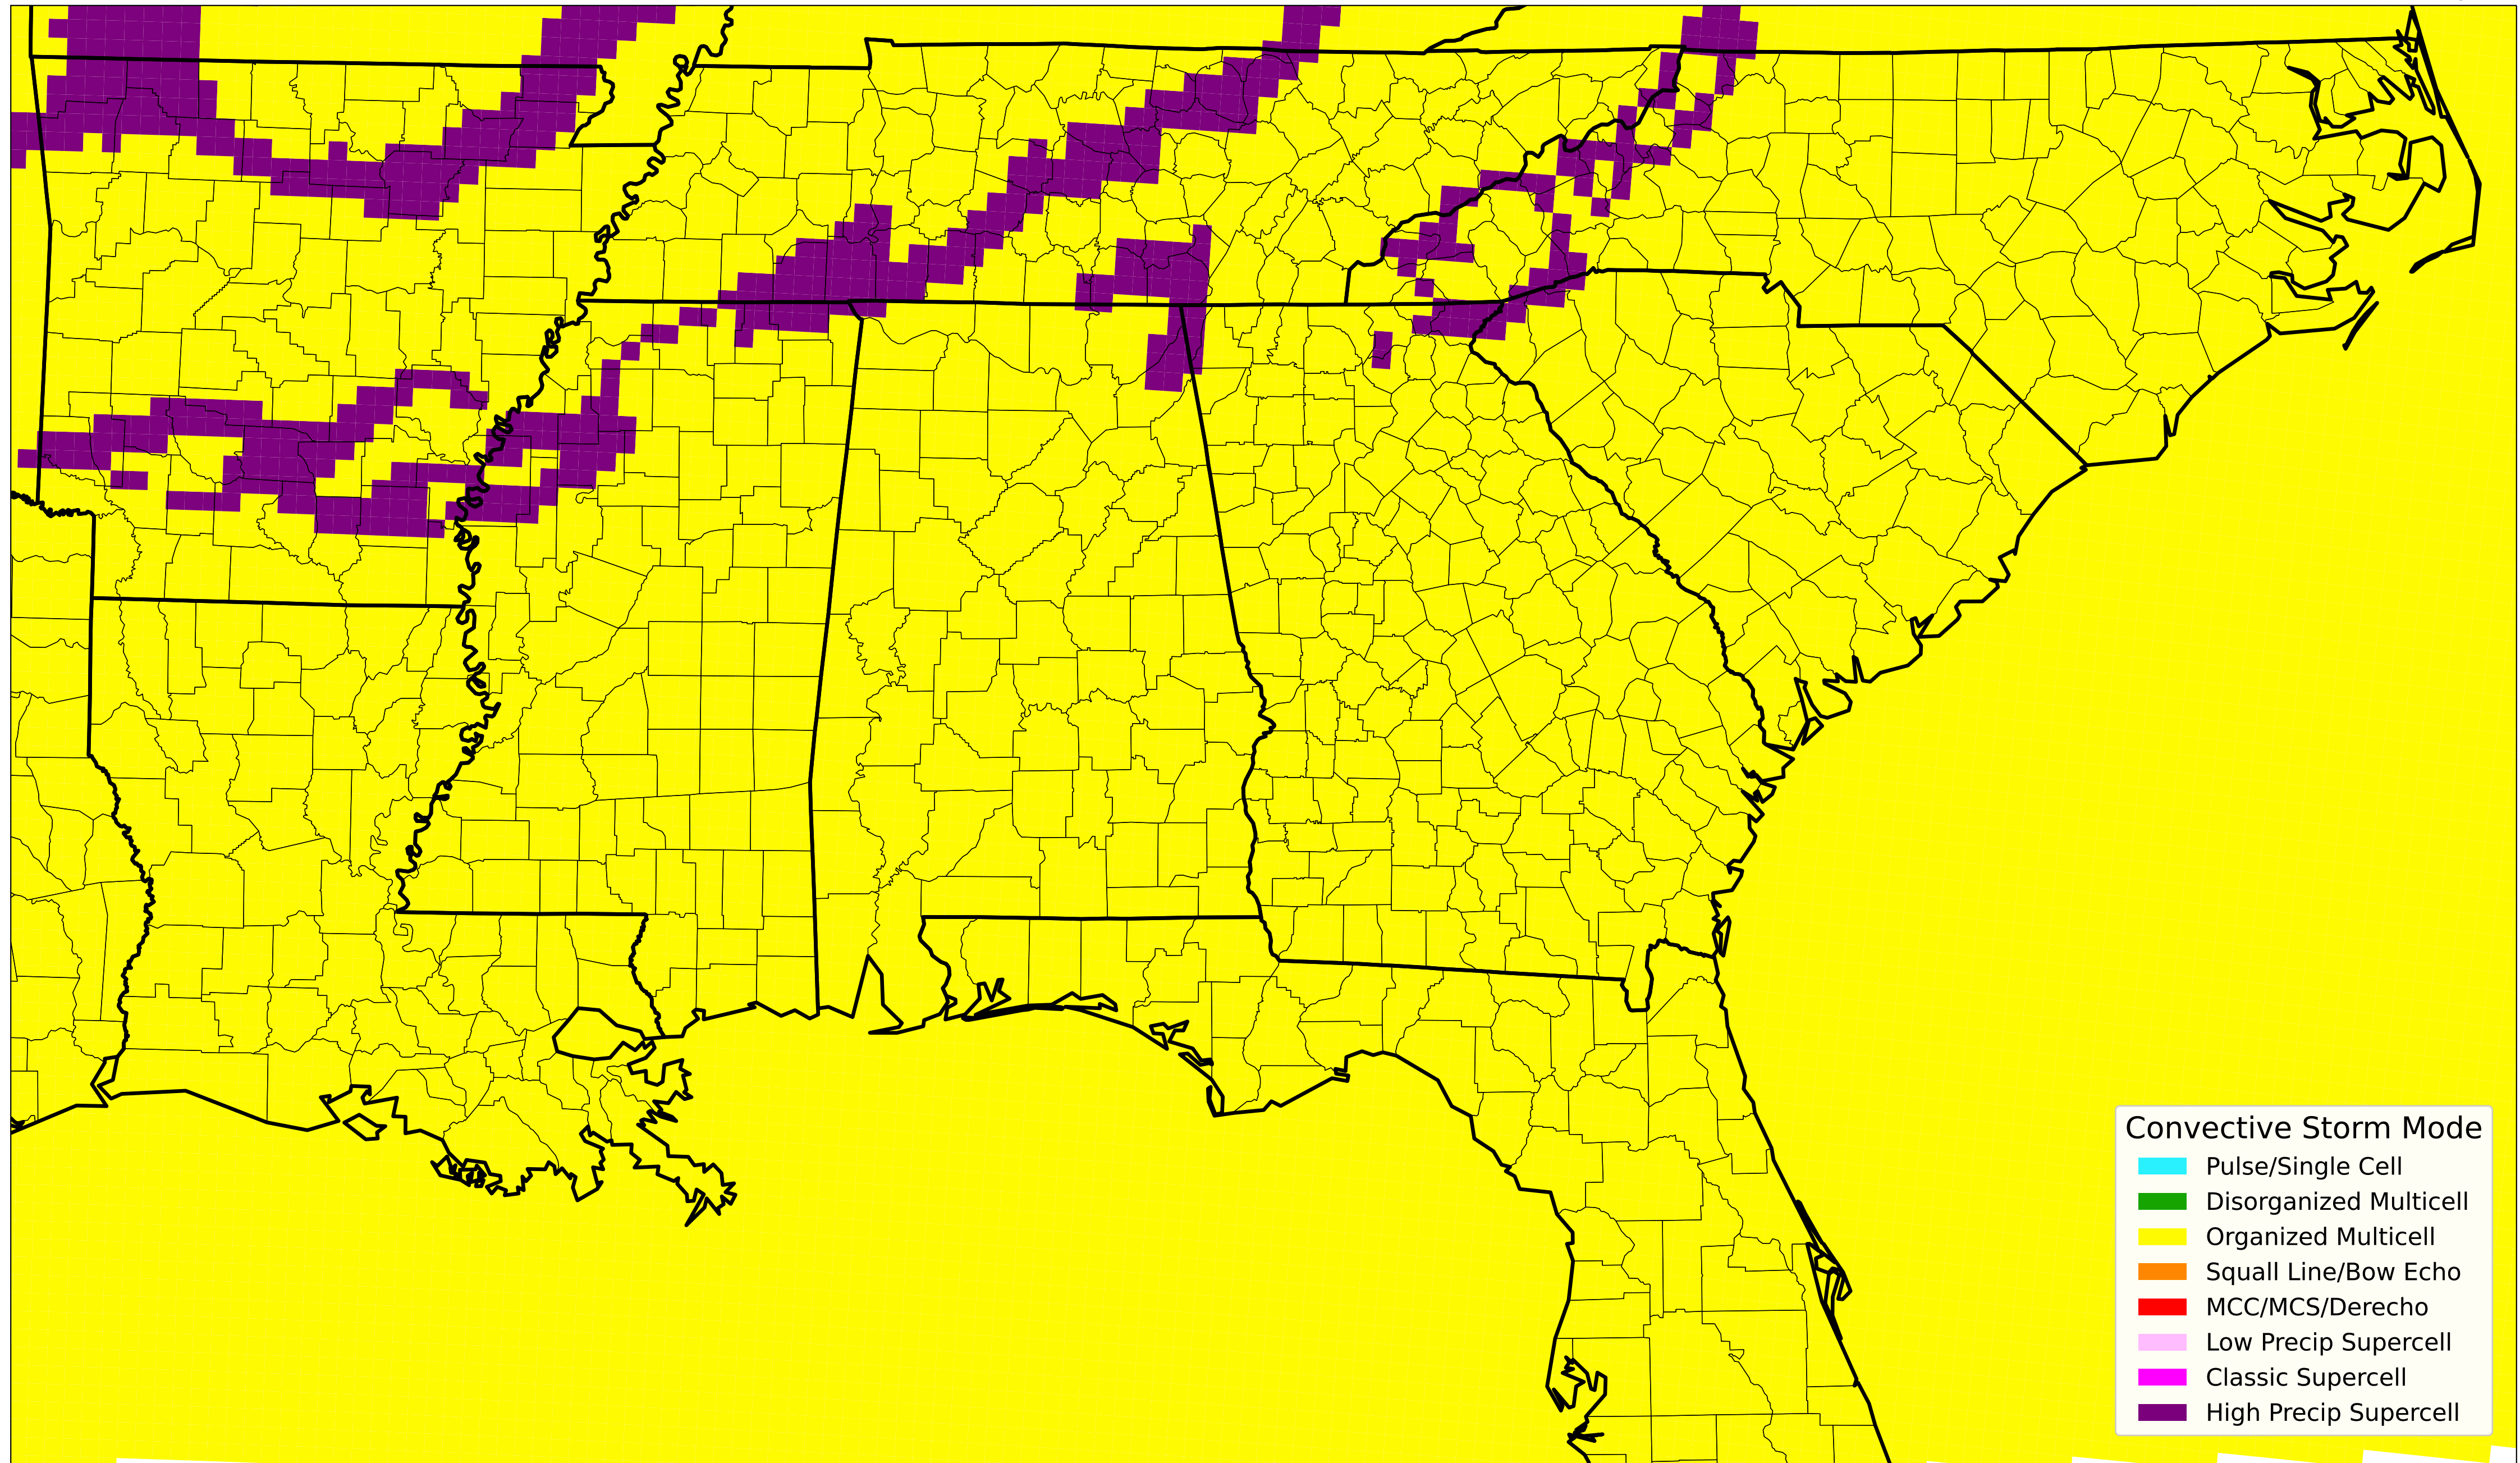 Convective Storm Mode
Pulse/Single Cell
Disorganized Multicell
Organized Multicell
Squall Line/Bow Echo
MCC/MCS/Derecho
Low Precip Supercell
Classic Supercell
High Precip Supercell